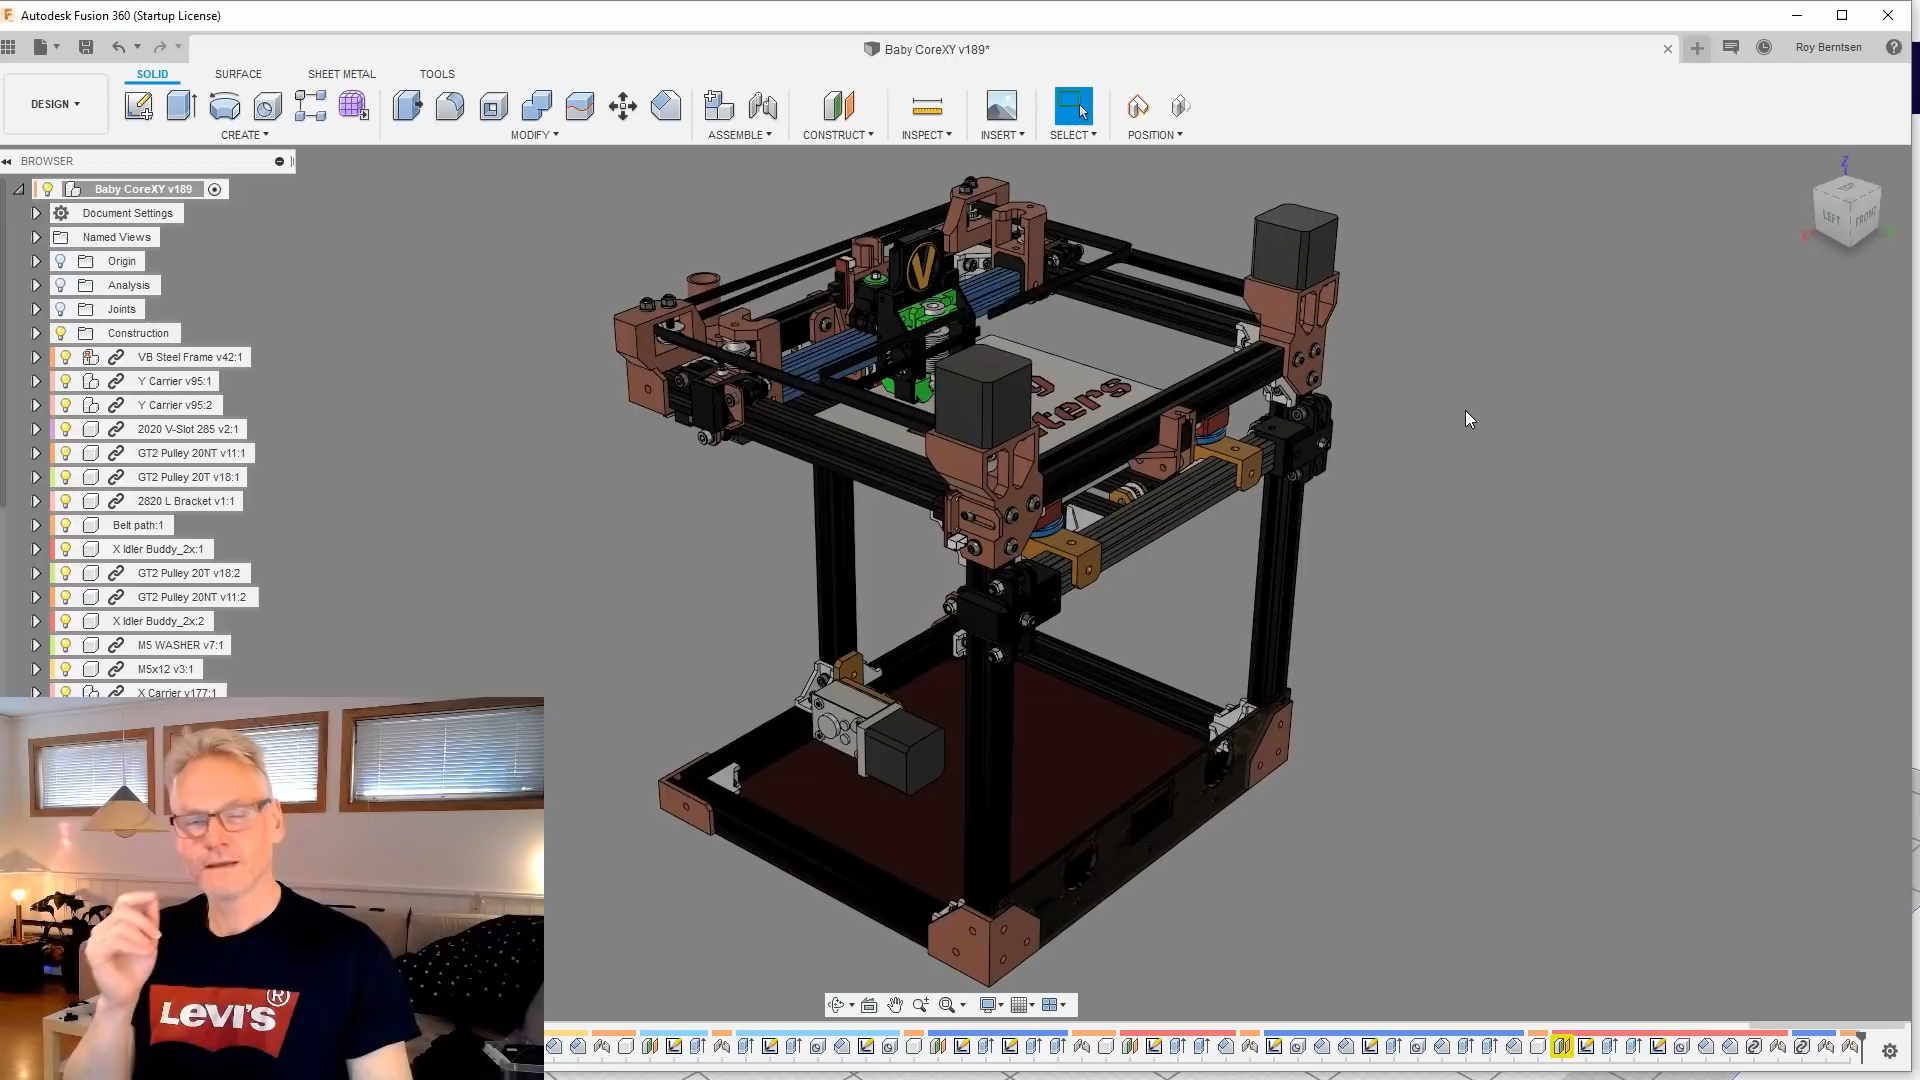 Autodesk Fusion 360 (Startup License)
Baby CoreXY v189*
Roy Berntsen
DESIGN
SOLID
SURFACE
SHEET METAL
TOOLS
CREATE
MODIFY
ASSEMBLE
CONSTRUCT
INSPECT
INSERT
SELECT
POSITION
BROWSER
Baby CoreXY v189
Document Settings
Named Views
Origin
Analysis
Joints
Construction
VB Steel Frame v42:1
Y Carrier v95:1
Y Carrier v95:2
2020 V-Slot 285 v2:1
GT2 Pulley 20NT v11:1
GT2 Pulley 20T v18:1
2820 L Bracket v1:1
Belt path:1
X Idler Buddy_2x:1
GT2 Pulley 20T v18:2
GT2 Pulley 20NT v11:2
X Idler Buddy_2x:2
M5 WASHER v7:1
M5x12 v3:1
X Carrier v177:1
Z
TOP
LEFT
FRONT
X
V
LEVI'S®